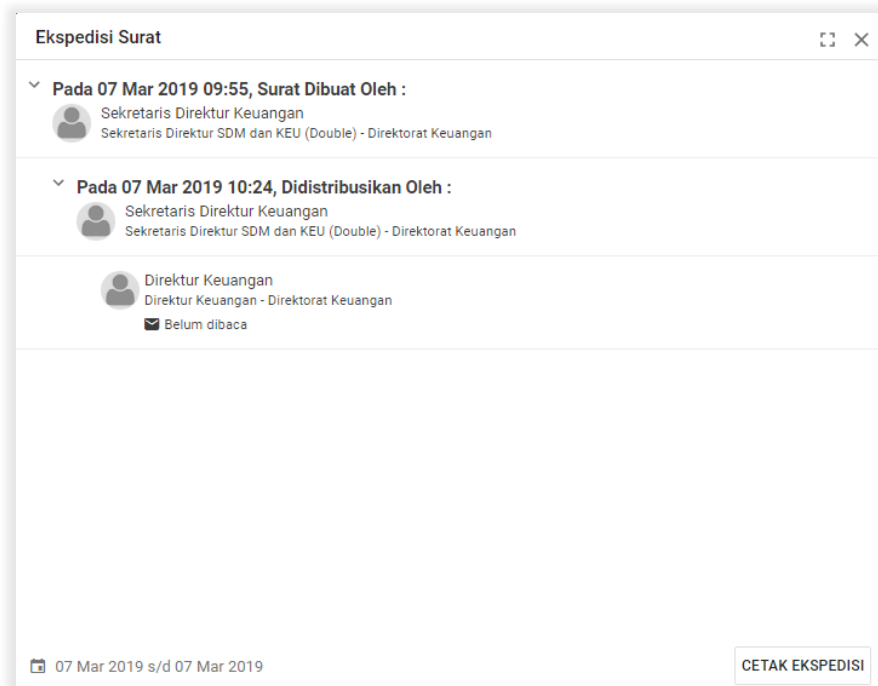 Ekspedisi Surat
Pada 07 Mar 2019 09:55, Surat Dibuat Oleh :
Sekretaris Direktur Keuangan
Sekretaris Direktur SDM dan KEU (Double) - Direktorat Keuangan
Pada 07 Mar 2019 10:24, Didistribusikan Oleh :
Sekretaris Direktur Keuangan
Sekretaris Direktur SDM dan KEU (Double) - Direktorat Keuangan
Direktur Keuangan
Direktur Keuangan - Direktorat Keuangan
Belum dibaca
07 Mar 2019 s/d 07 Mar 2019
CETAK EKSPEDISI